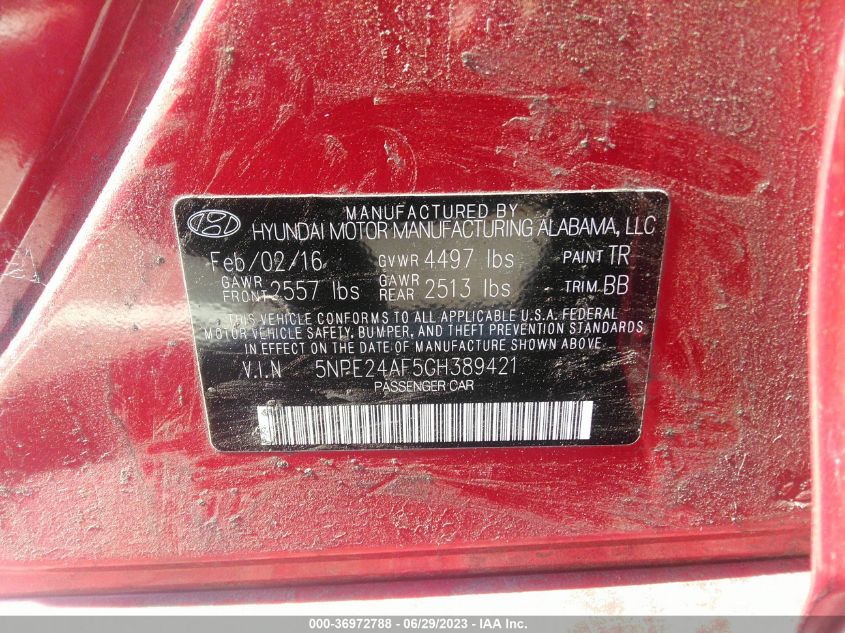 MANUFACTURED BY
HYUNDAI MOTOR MANUFACTURING ALABAMA, LLC
Feb/02/16 GVWR 4497 lbs PAINT TR
GAWR FRONT 2557 lbs GAWR REAR 2513 lbs TRIM BB
THIS VEHICLE CONFORMS TO ALL APPLICABLE U.S.A. FEDERAL
MOTOR VEHICLE SAFETY, BUMPER, AND THEFT PREVENTION STANDARDS
IN EFFECT ON THE DATE OF MANUFACTURE SHOWN ABOVE.
V.I.N 5NPE24AF5GH389421
PASSENGER CAR
000-36972788 - 06/29/2023 - IAA Inc.